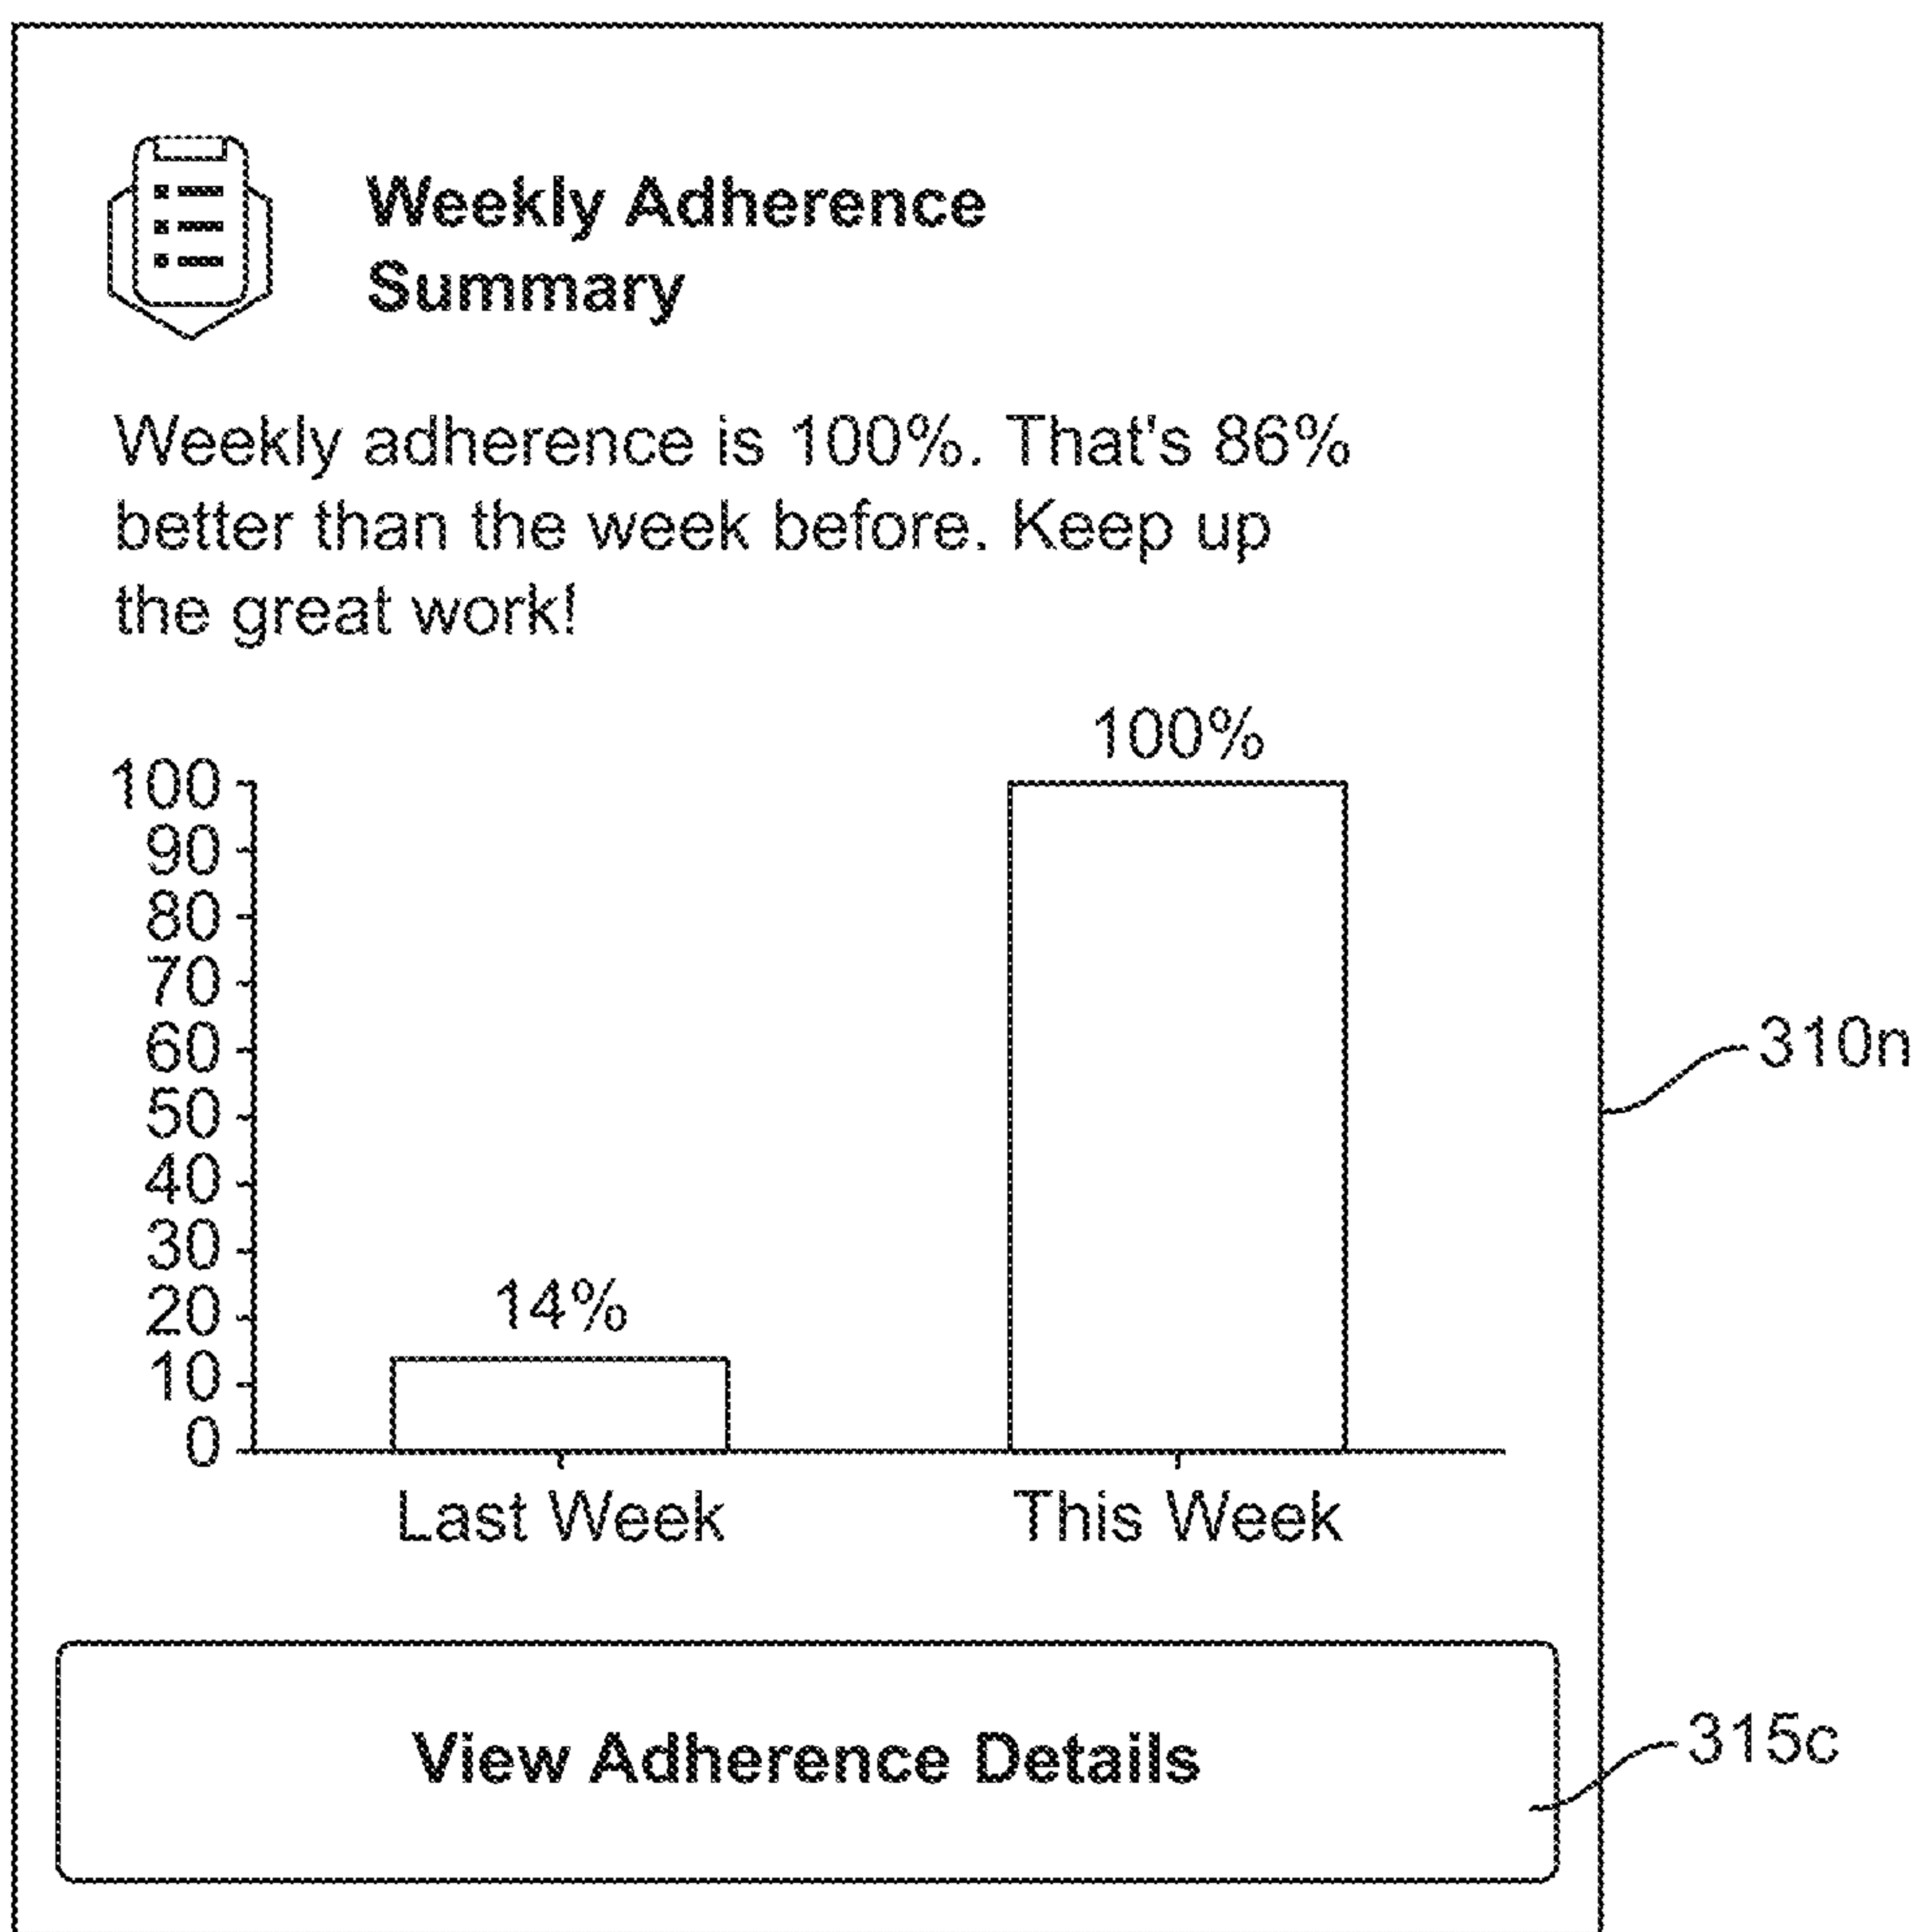 Weekly Adherence
Summary
Weekly adherence is 100%. That's 86%
better than the week before. Keep up
the great work!
100%
100
90
80
70
60
310n
50
40
30
14%
20
10
0
Last Week This Week
315c
View Adherence Details